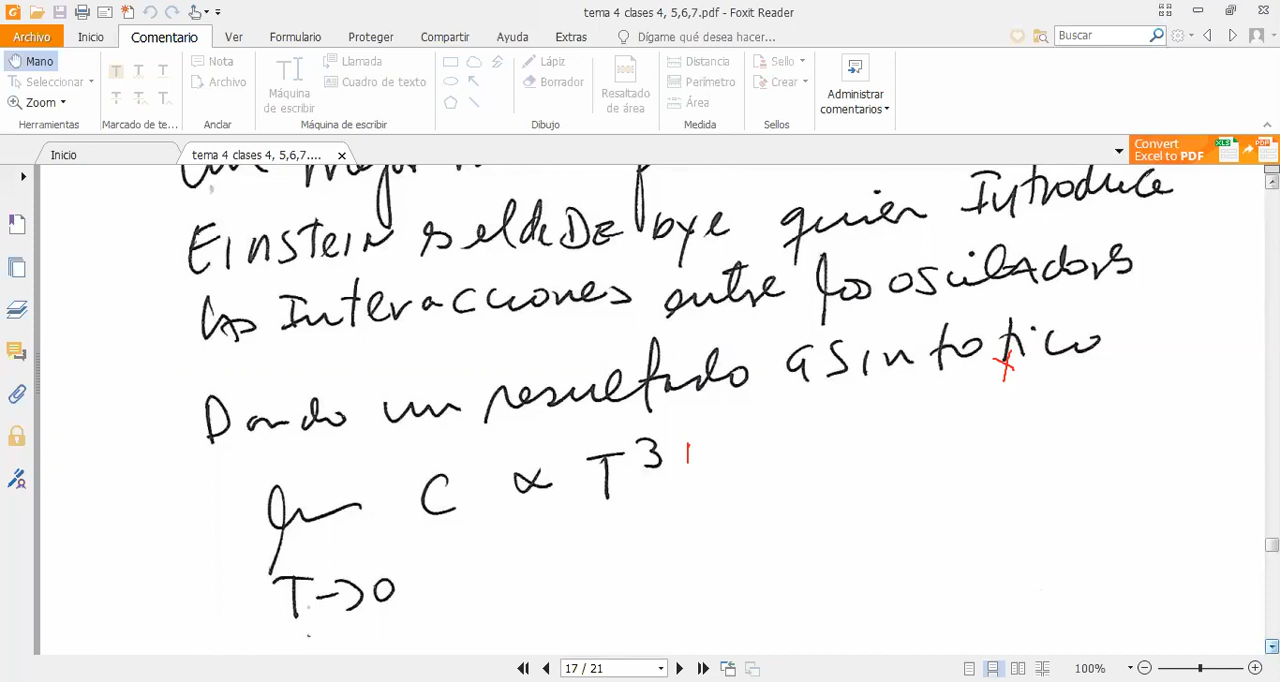 tema 4 clases 4, 5,6,7.pdf - Foxit Reader
Archivo Inicio Comentario Ver Formulario Proteger Compartir Ayuda Extras Dígame qué desea hacer... Buscar
Mano Nota Llamada Lápiz Distancia Sello
Seleccionar Archivo Máquina de escribir Cuadro de texto Borrador Resaltado de área Perímetro Crear Administrar comentarios
Zoom Área
Herramientas Marcado de te... Anclar Máquina de escribir Dibujo Medida Sellos
Inicio tema 4 clases 4, 5,6,7.... Convert Excel to PDF
EINSTEIN es el de DEbye quien Introduce
las Interacciones entre los osciladores
Dando un resultado asintotico
lim C ∝ T³
T->0
17 / 21 100%